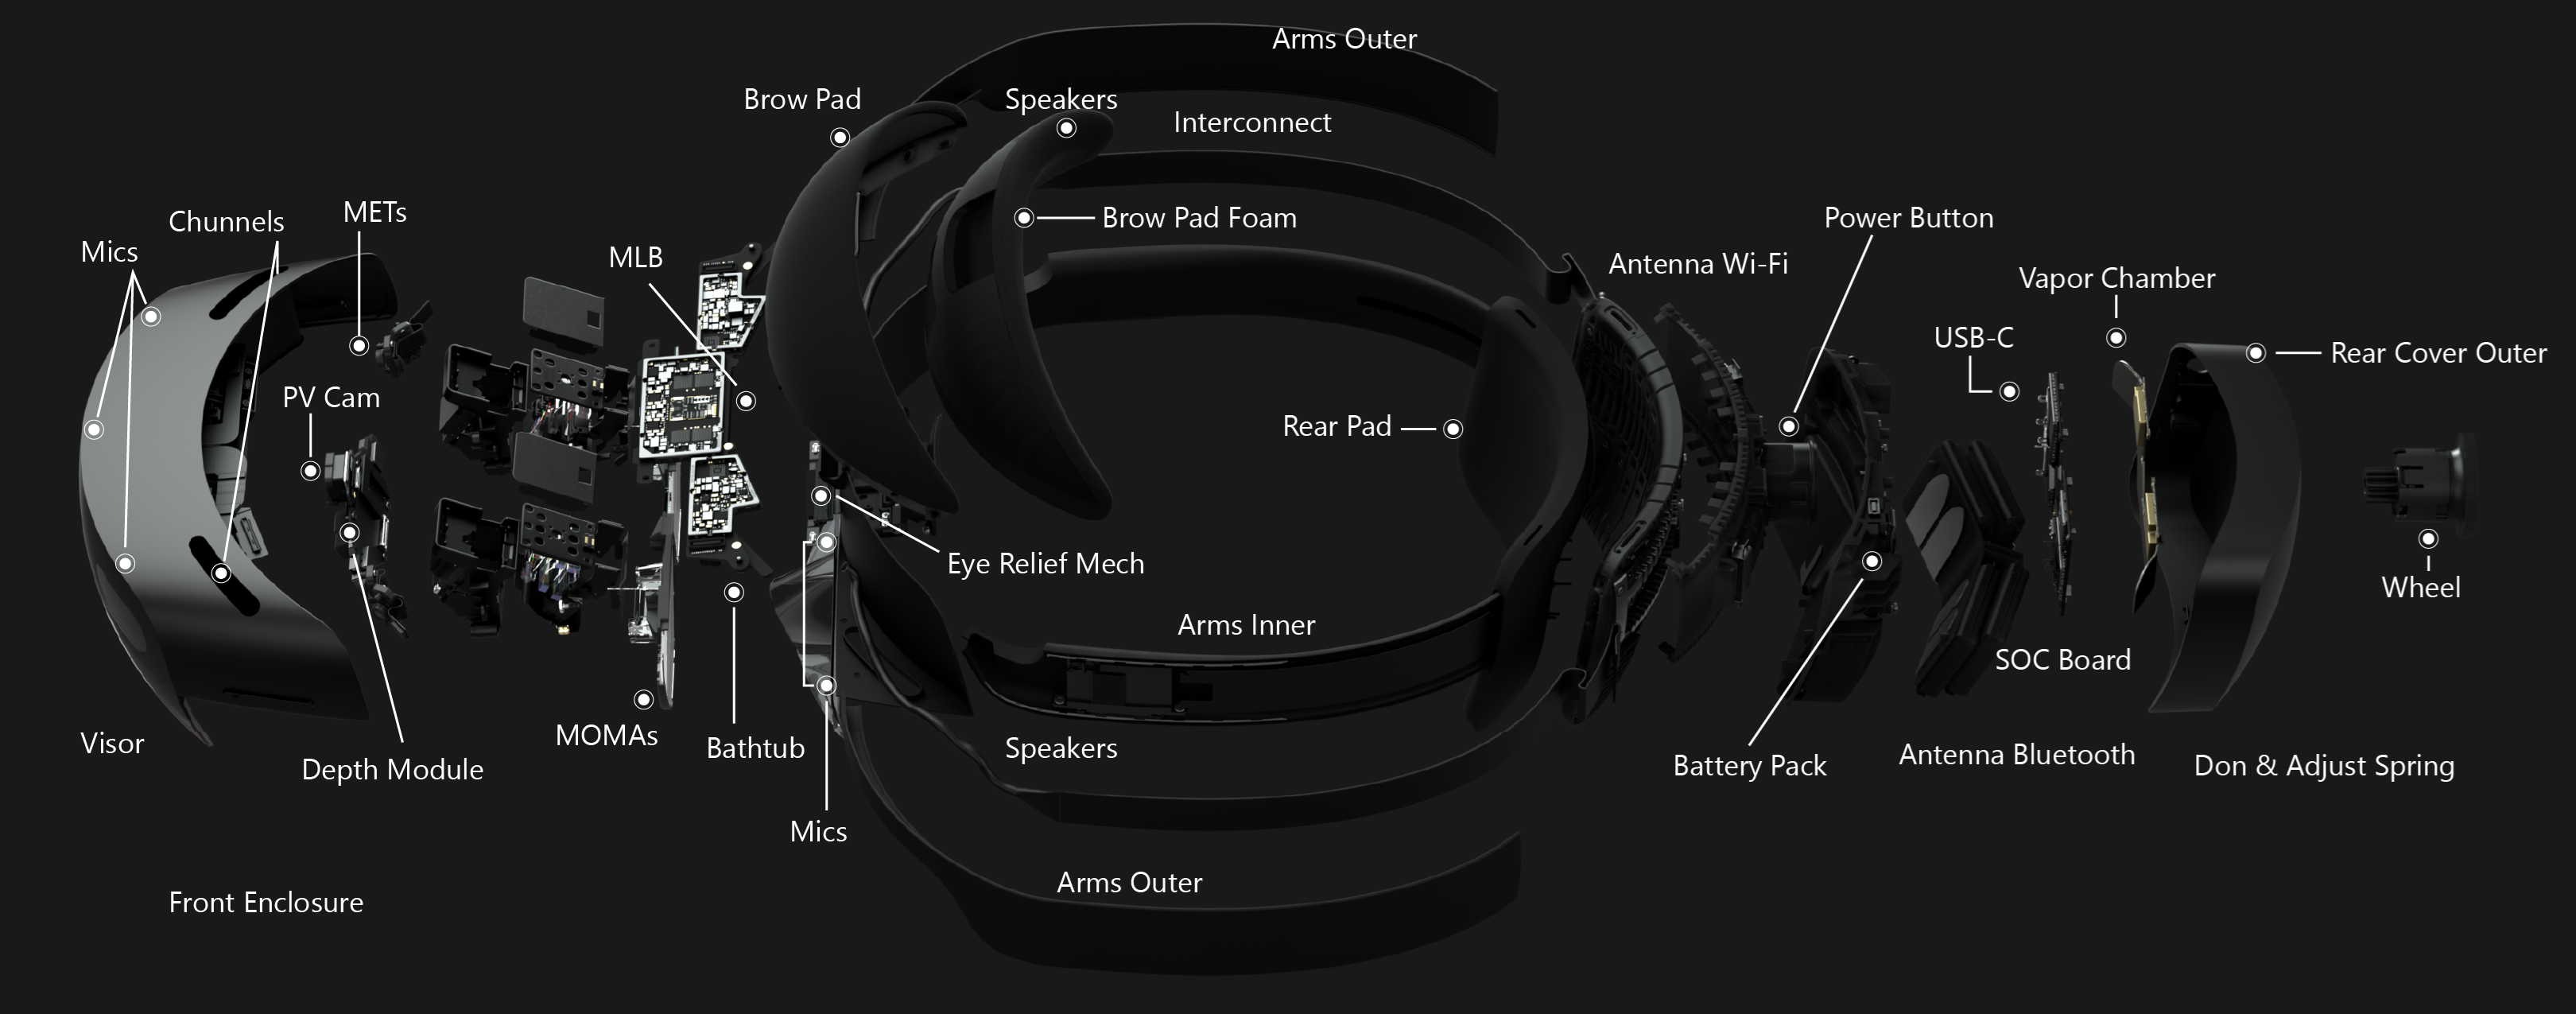 Arms Outer
Brow Pad
Speakers
Interconnect
METs
Chunnels
Brow Pad Foam
Power Button
Mics
MLB
Antenna Wi-Fi
Vapor Chamber
USB-C
Rear Cover Outer
PV Cam
Rear Pad
Eye Relief Mech
Wheel
Arms Inner
SOC Board
Visor
MOMAs
Bathtub
Speakers
Antenna Bluetooth
Depth Module
Battery Pack
Don & Adjust Spring
Mics
Arms Outer
Front Enclosure